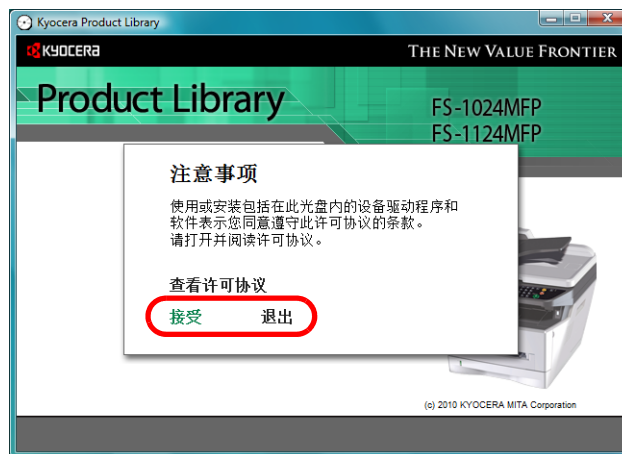 Kyocera Product Library
KYOCERA
THE NEW VALUE FRONTIER
Product Library
FS-1024MFP
FS-1124MFP
注意事项
使用或安装包括在此光盘内的设备驱动程序和
软件表示您同意遵守此许可协议的条款。
请打开并阅读许可协议。
查看许可协议
接受 退出
(c) 2010 KYOCERA MITA Corporation